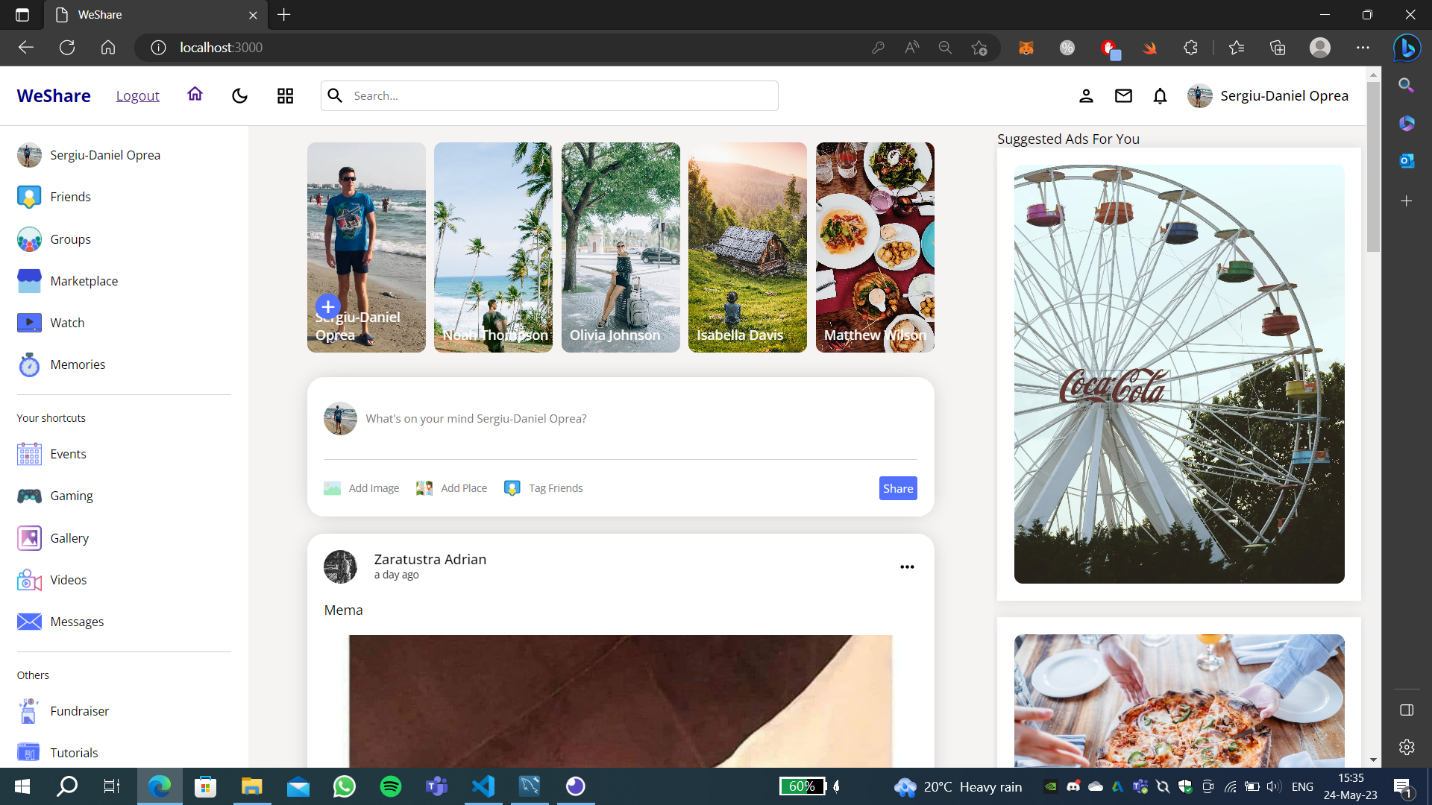 WeShare
localhost:3000
WeShare
Logout
Search...
Sergiu-Daniel Oprea
Sergiu-Daniel Oprea
Friends
Groups
Marketplace
Watch
Memories
Your shortcuts
Events
Gaming
Gallery
Videos
Messages
Others
Fundraiser
Tutorials
Sergiu-Daniel
Oprea
Noah Thompson
Olivia Johnson
Isabella Davis
Matthew Wilson
What's on your mind Sergiu-Daniel Oprea?
Add Image
Add Place
Tag Friends
Share
Zaratustra Adrian
a day ago
Mema
Suggested Ads For You
Coca-Cola
60%
20°C Heavy rain
ENG
15:35
24-May-23
1